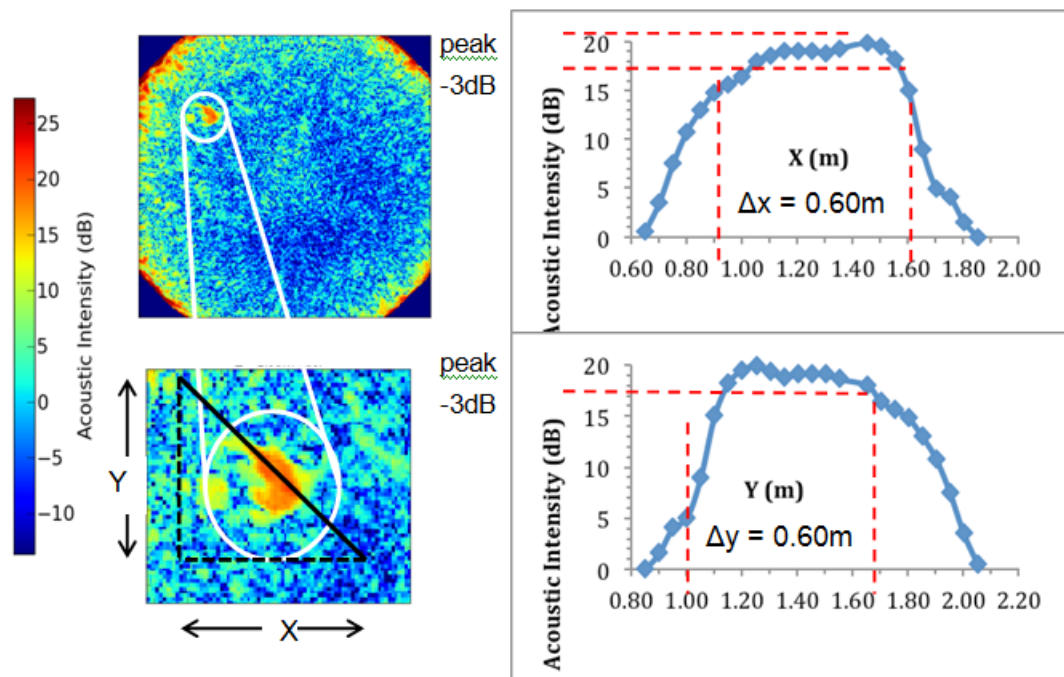 peak
-3dB
Acoustic Intensity (dB)
25
20
15
10
5
0
−5
−10
peak
-3dB
Y
X
Acoustic Intensity (dB)
20
15
10
5
0
X (m)
Δx = 0.60m
0.60 0.80 1.00 1.20 1.40 1.60 1.80 2.00
Acoustic Intensity (dB)
20
15
10
5
0
Y (m)
Δy = 0.60m
0.80 1.00 1.20 1.40 1.60 1.80 2.00 2.20